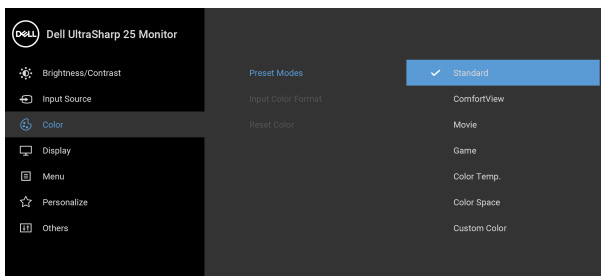 DELL
Dell UltraSharp 25 Monitor
Brightness/Contrast
Input Source
Color
Display
Menu
Personalize
Others
Preset Modes
Input Color Format
Reset Color
Standard
ComfortView
Movie
Game
Color Temp.
Color Space
Custom Color